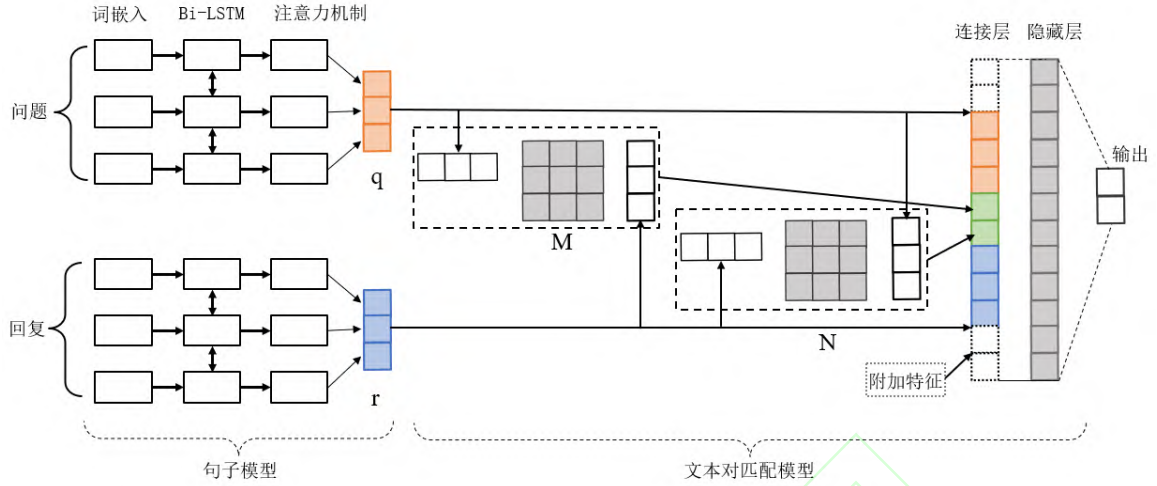 词嵌入 Bi-LSTM 注意力机制
连接层 隐藏层
问题
输出
q
M
回复
N
附加特征
r
句子模型
文本对匹配模型